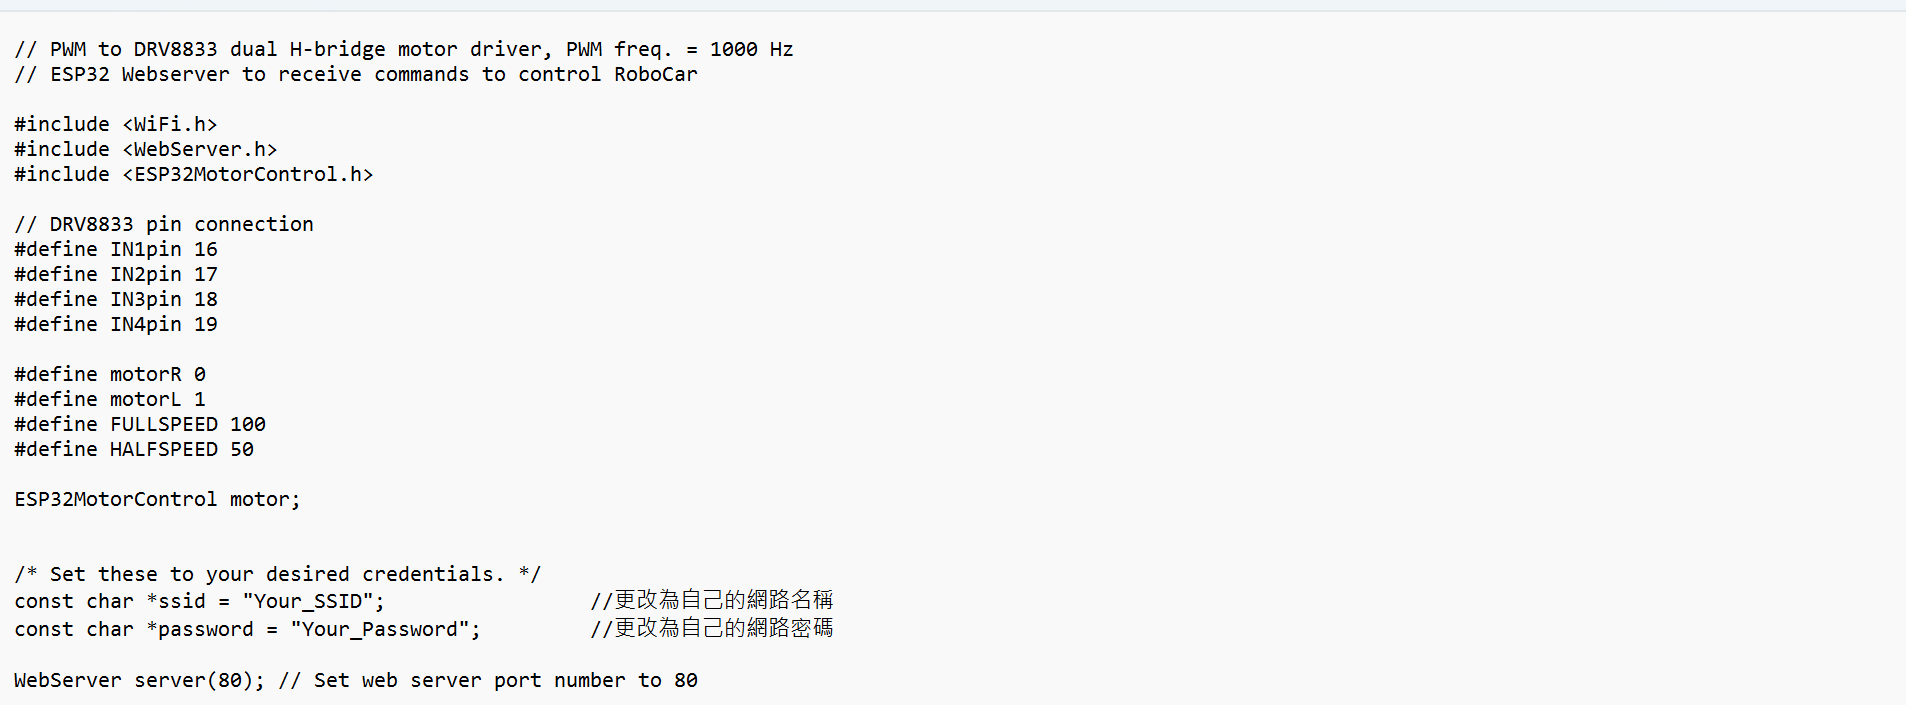 // PWM to DRV8833 dual H-bridge motor driver, PWM freq. = 1000 Hz
// ESP32 Webserver to receive commands to control RoboCar
#include <WiFi.h>
#include <WebServer.h>
#include <ESP32MotorControl.h>
// DRV8833 pin connection
#define IN1pin 16
#define IN2pin 17
#define IN3pin 18
#define IN4pin 19
#define motorR 0
#define motorL 1
#define FULLSPEED 100
#define HALFSPEED 50
ESP32MotorControl motor;
/* Set these to your desired credentials. */
const char *ssid = "Your_SSID"; //更改為自己的網路名稱
const char *password = "Your_Password"; //更改為自己的網路密碼
WebServer server(80); // Set web server port number to 80